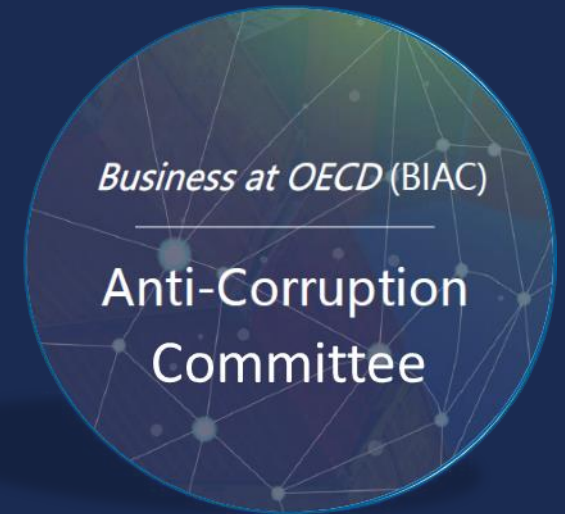 Business at OECD (BIAC)
Anti-Corruption
Committee